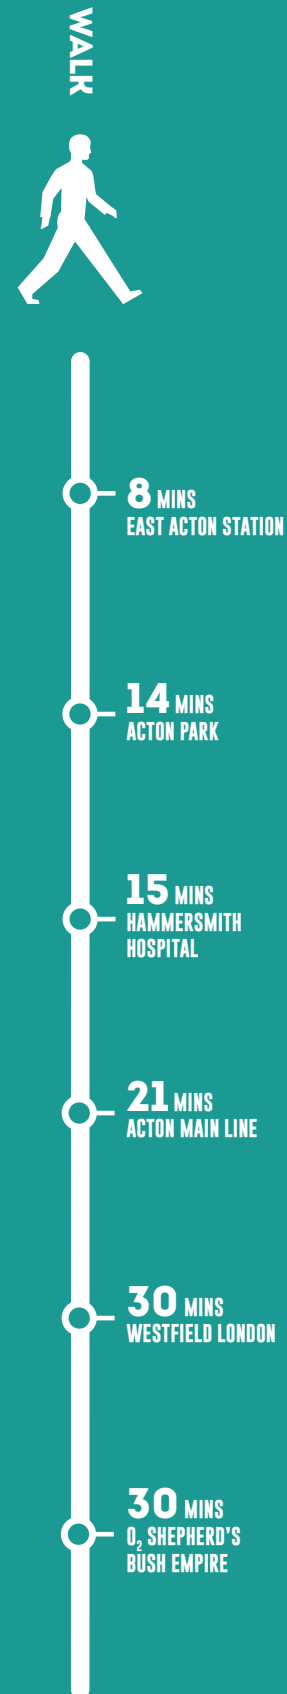 WALK
8 MINS
EAST ACTON STATION
14 MINS
ACTON PARK
15 MINS
HAMMERSMITH
HOSPITAL
21 MINS
ACTON MAIN LINE
30 MINS
WESTFIELD LONDON
30 MINS
O₂ SHEPHERD'S
BUSH EMPIRE